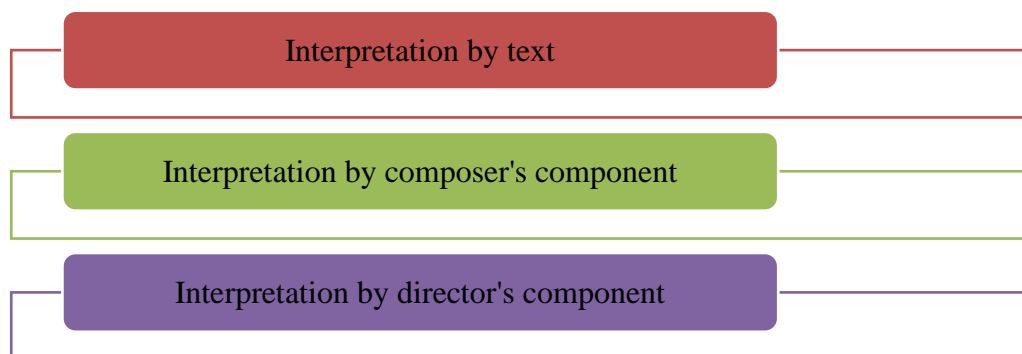 Interpretation by text
Interpretation by composer's component
Interpretation by director's component